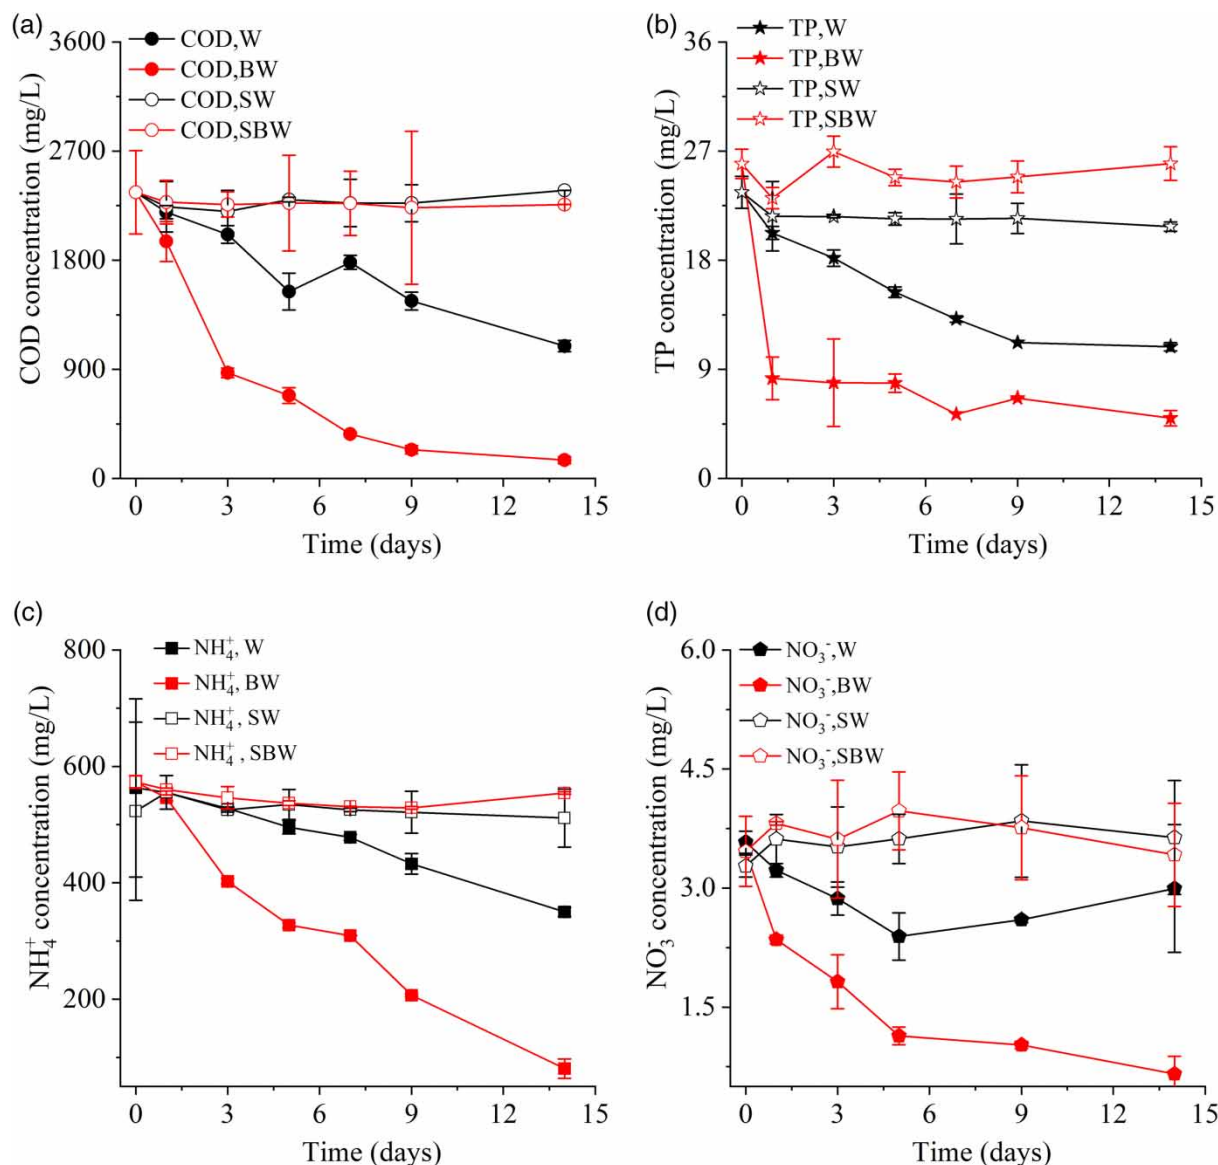 (a)
3600
2700
1800
900
0
COD concentration (mg/L)
COD,W
COD,BW
COD,SW
COD,SBW
0 3 6 9 12 15
Time (days)
(b)
36
27
18
9
0
TP concentration (mg/L)
TP,W
TP,BW
TP,SW
TP,SBW
0 3 6 9 12 15
Time (days)
(c)
800
600
400
200
NH₄⁺ concentration (mg/L)
NH₄⁺, W
NH₄⁺, BW
NH₄⁺, SW
NH₄⁺, SBW
0 3 6 9 12 15
Time (days)
(d)
6.0
4.5
3.0
1.5
NO₃⁻ concentration (mg/L)
NO₃⁻,W
NO₃⁻,BW
NO₃⁻,SW
NO₃⁻,SBW
0 3 6 9 12 15
Time (days)